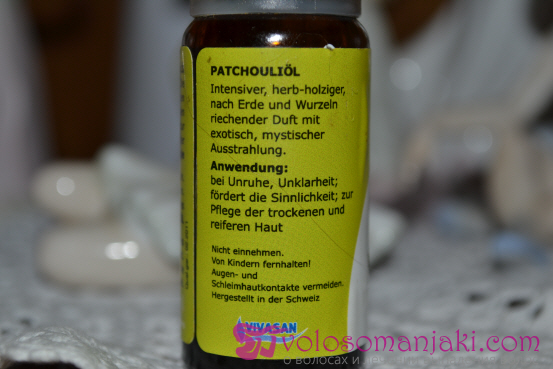 PATCHOULIÖL
Intensiver, herb-holziger,
nach Erde und Wurzeln
riechender Duft mit
exotisch, mystischer
Ausstrahlung.
Anwendung:
bei Unruhe, Unklarheit;
fördert die Sinnlichkeit; zur
Pflege der trockenen und
reiferen Haut
Nicht einnehmen.
Von Kindern fernhalten!
Augen- und
Schleimhautkontakte vermeiden.
Hergestellt in der Schweiz
VIVASAN
volosomanjaki.com
о волосах и не